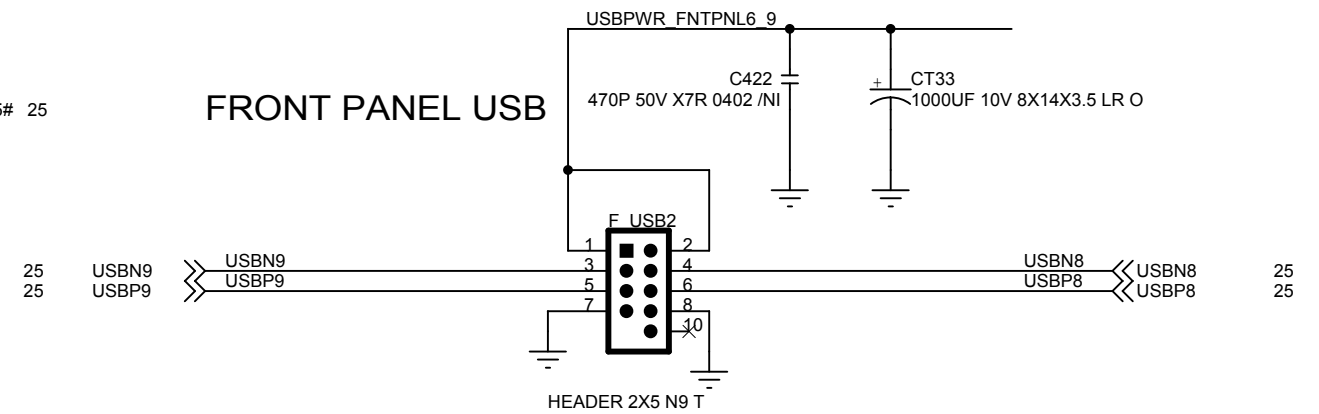 USBPWR_FNTPNL6_9
C422
470P 50V X7R 0402 /NI
+
CT33
1000UF 10V 8X14X3.5 LR O
# 25
FRONT PANEL USB
F_USB2
1 2
3 4
5 6
7 8
10
25 USBN9 USBN9 USBN8 USBN8 25
25 USBP9 USBP9 USBP8 USBP8 25
HEADER 2X5 N9 T